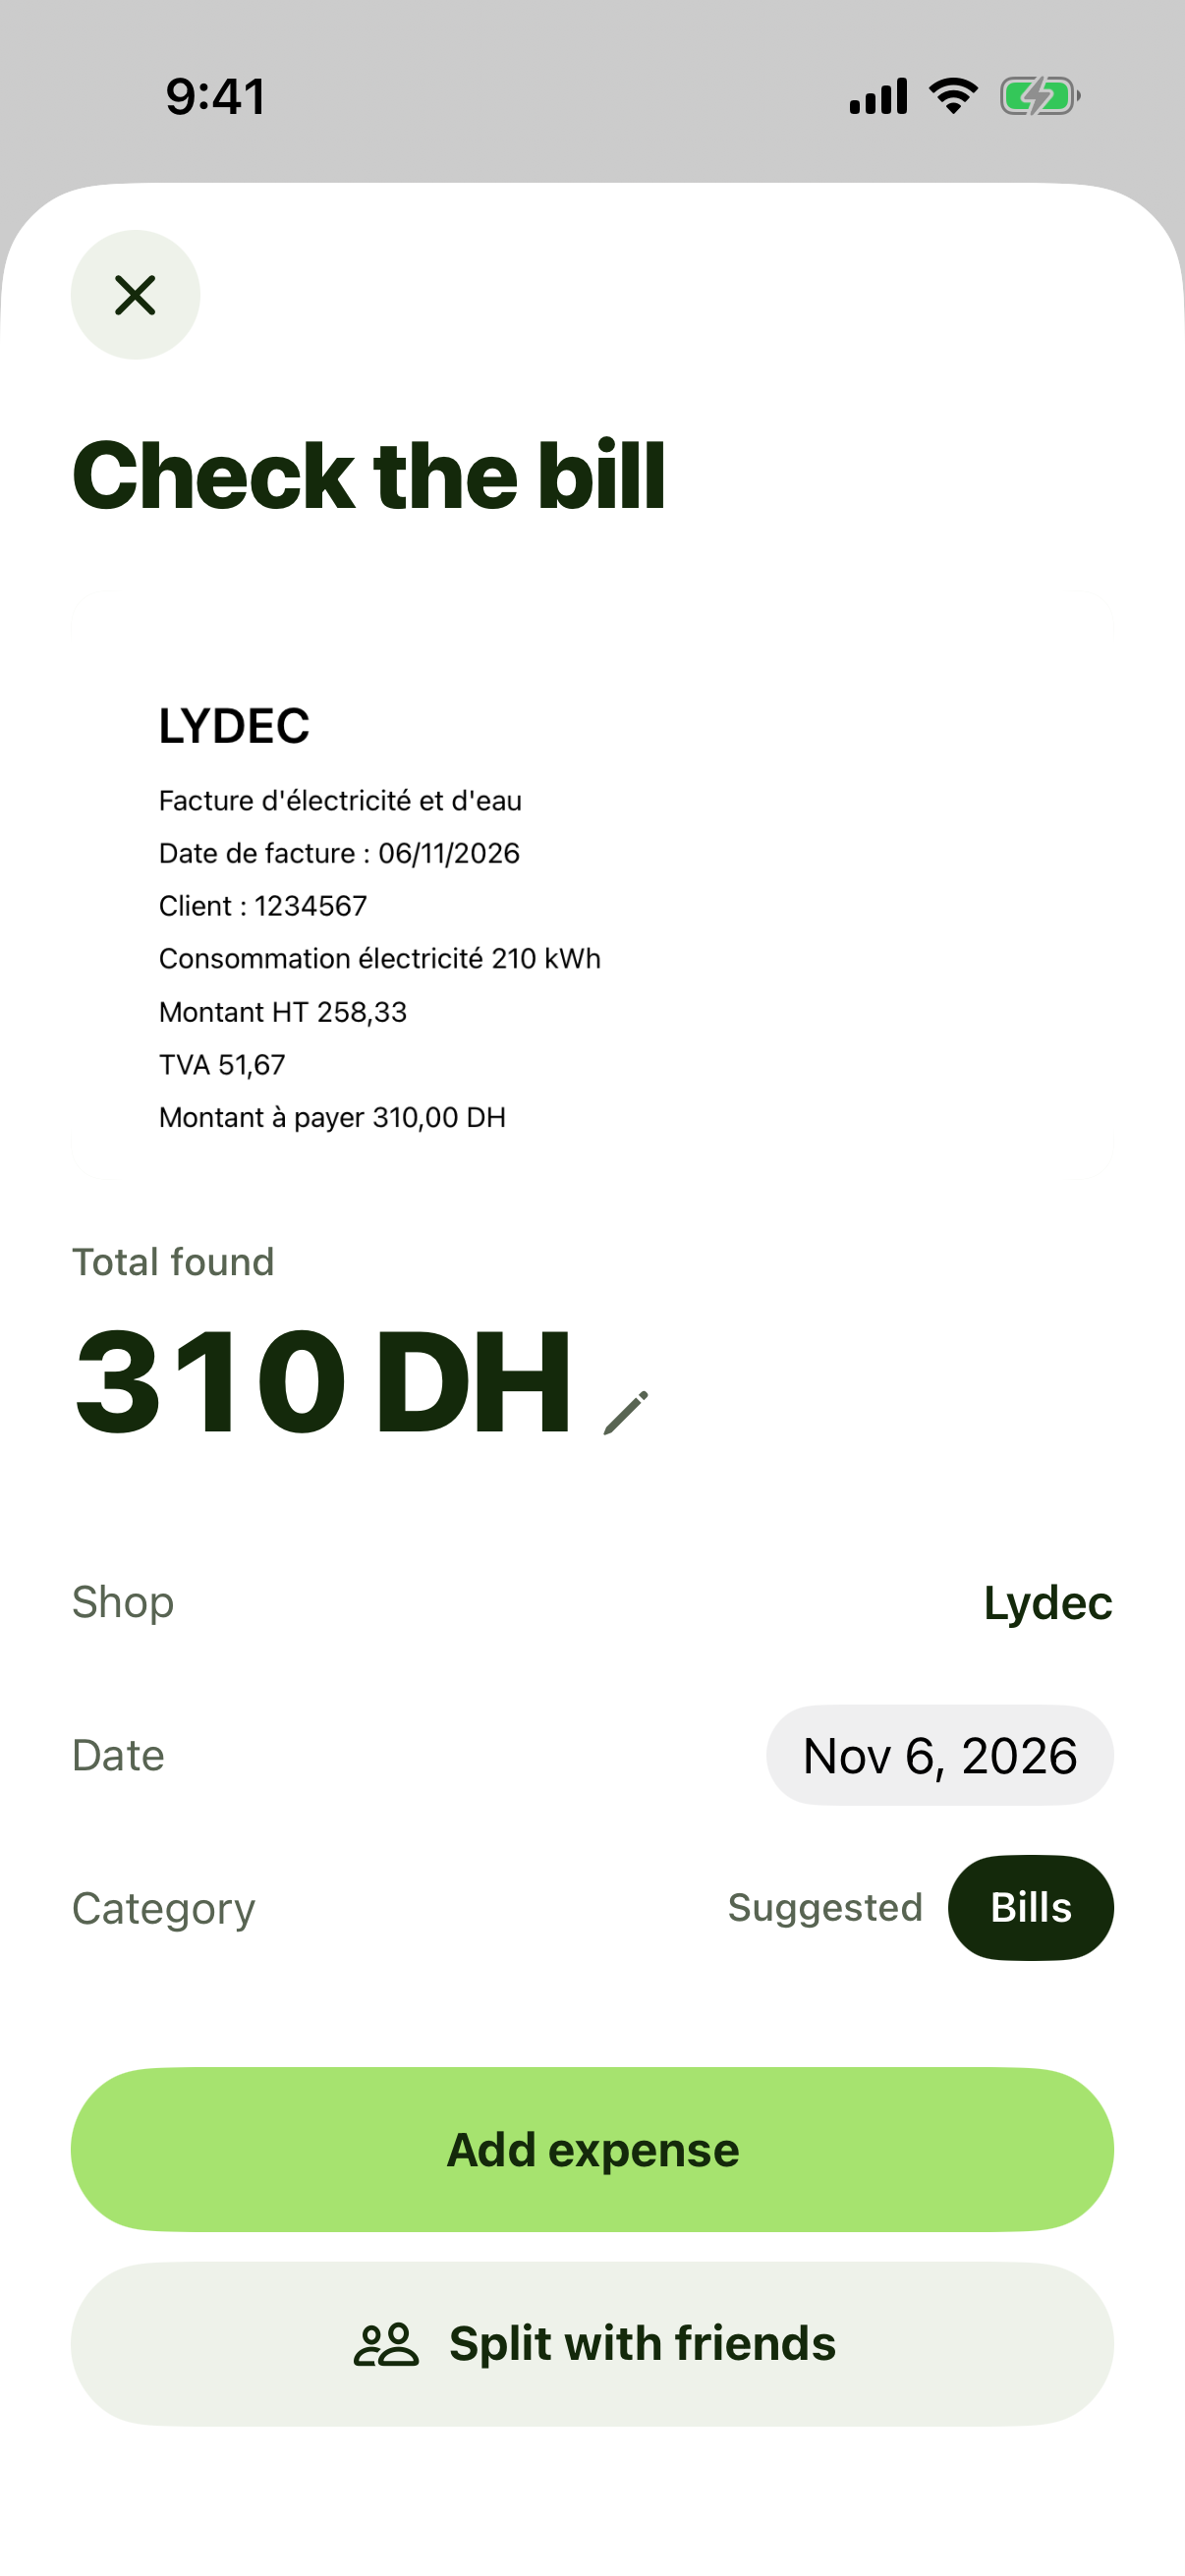 9:41
Check the bill
LYDEC
Facture d'électricité et d'eau
Date de facture : 06/11/2026
Client : 1234567
Consommation électricité 210 kWh
Montant HT 258,33
TVA 51,67
Montant à payer 310,00 DH
Total found
310 DH
Shop Lydec
Date Nov 6, 2026
Category Suggested Bills
Add expense
Split with friends